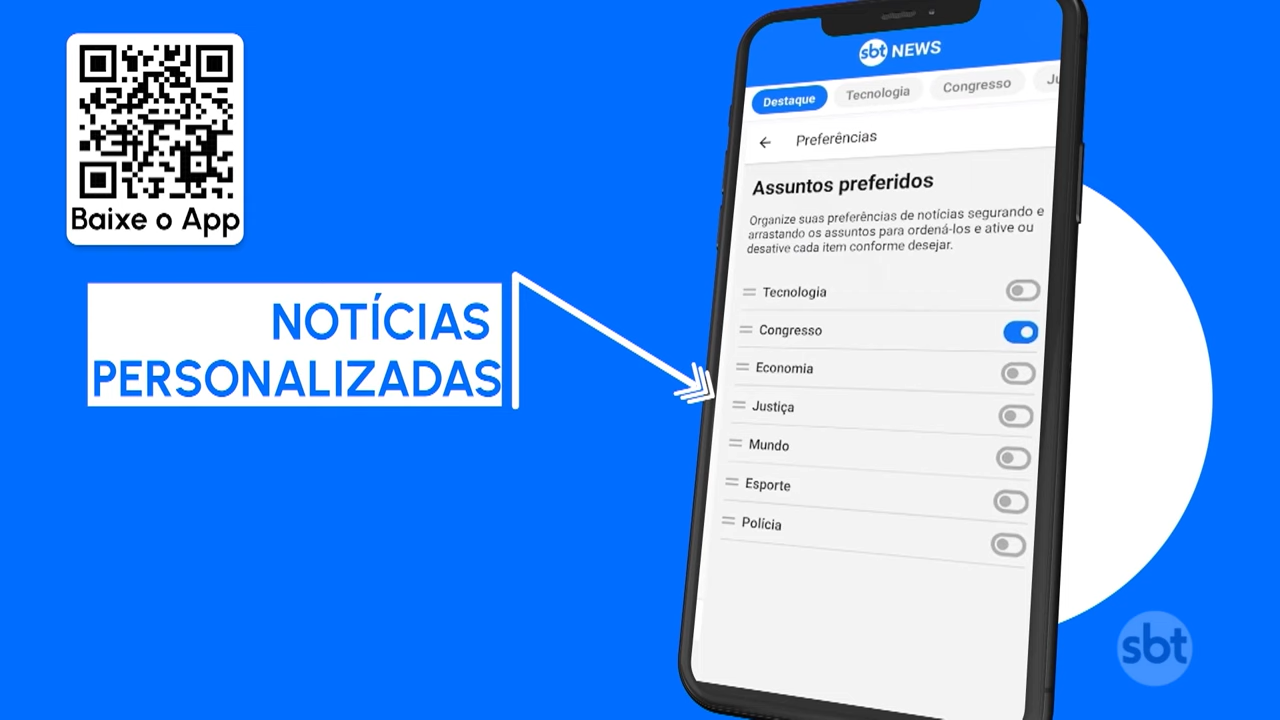 Baixe o App
NOTÍCIAS
PERSONALIZADAS
sbt NEWS
Destaque
Tecnologia
Congresso
Ju
Preferências
Assuntos preferidos
Organize suas preferências de notícias segurando e
arrastando os assuntos para ordená-los e ative ou
desative cada item conforme desejar.
Tecnologia
Congresso
Economia
Justiça
Mundo
Esporte
Polícia
sbt